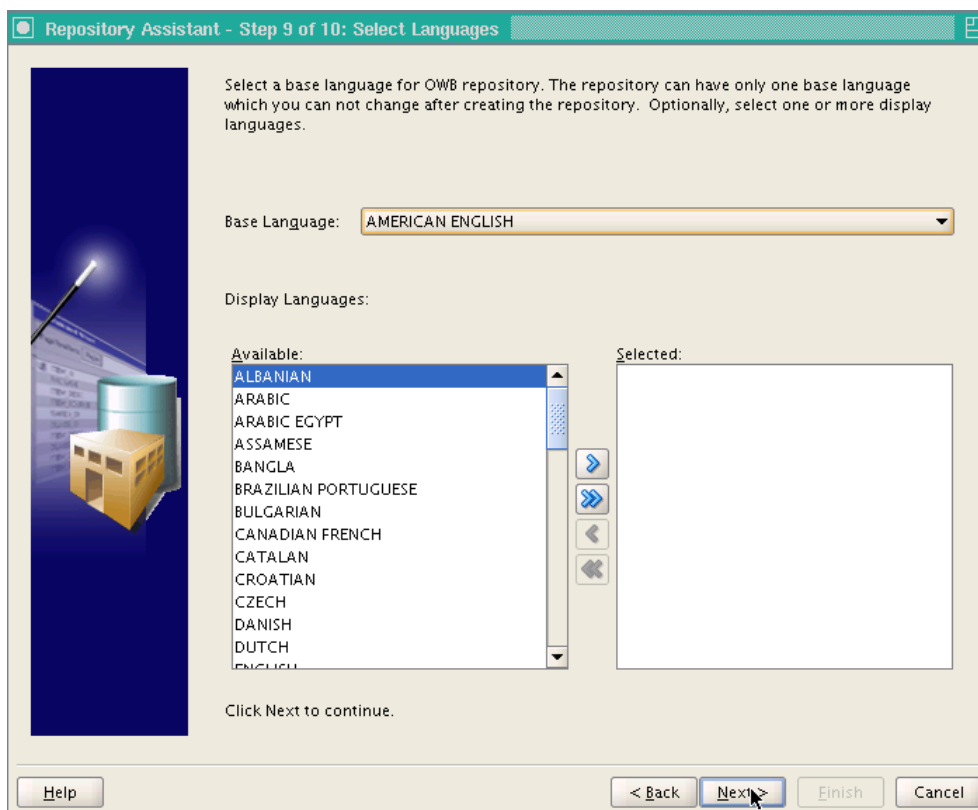 Repository Assistant - Step 9 of 10: Select Languages
Select a base language for OWB repository. The repository can have only one base language
which you can not change after creating the repository.  Optionally, select one or more display
languages.
Base Language:
AMERICAN ENGLISH
Display Languages:
Available:
Selected:
ALBANIAN
ARABIC
ARABIC EGYPT
ASSAMESE
BANGLA
BRAZILIAN PORTUGUESE
BULGARIAN
CANADIAN FRENCH
CATALAN
CROATIAN
CZECH
DANISH
DUTCH
ENGLISH
Click Next to continue.
Help
< Back
Next >
Finish
Cancel